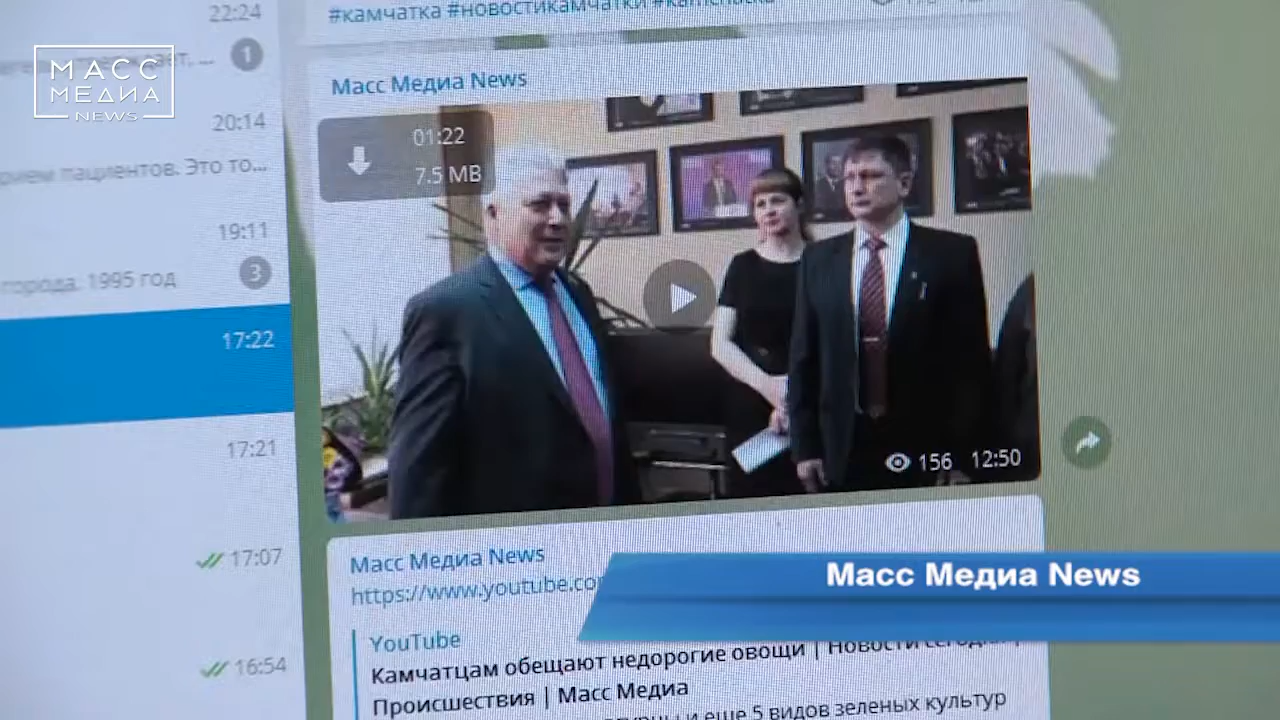 22:24
#камчатка #новостикамчатки #kamchatka
МАСС
МЕДИА
NEWS
1
20:14
пациентов. Это то...
19:11
города. 1995 год
3
17:22
17:21
17:07
16:54
Масс Медиа News
01:22
7.5 MB
156 12:50
Масс Медиа News
https://www.youtube.co
YouTube
Камчатцам обещают недорогие овощи | Новости
Происшествия | Масс Медиа
и еще 5 видов зеленых культур
Масс Медиа News